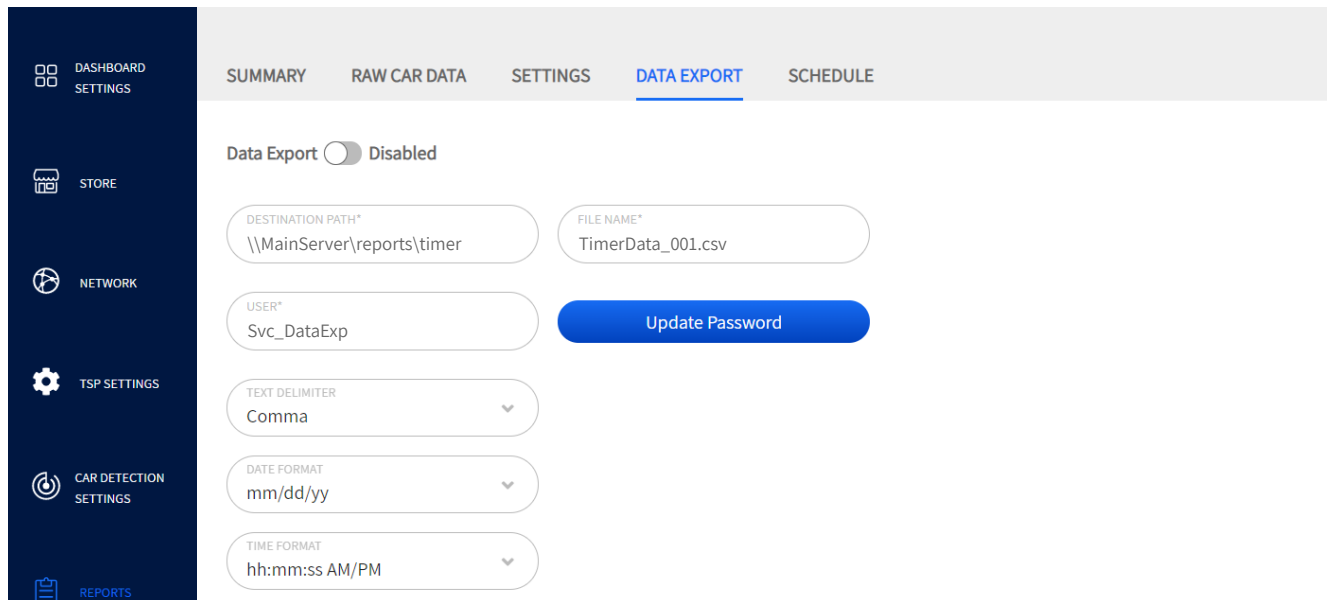 DASHBOARD
SETTINGS
STORE
NETWORK
TSP SETTINGS
CAR DETECTION
SETTINGS
REPORTS
SUMMARY RAW CAR DATA SETTINGS DATA EXPORT SCHEDULE
Data Export Disabled
DESTINATION PATH*
\\MainServer\reports\timer
FILE NAME*
TimerData_001.csv
USER*
Svc_DataExp
Update Password
TEXT DELIMITER
Comma
DATE FORMAT
mm/dd/yy
TIME FORMAT
hh:mm:ss AM/PM